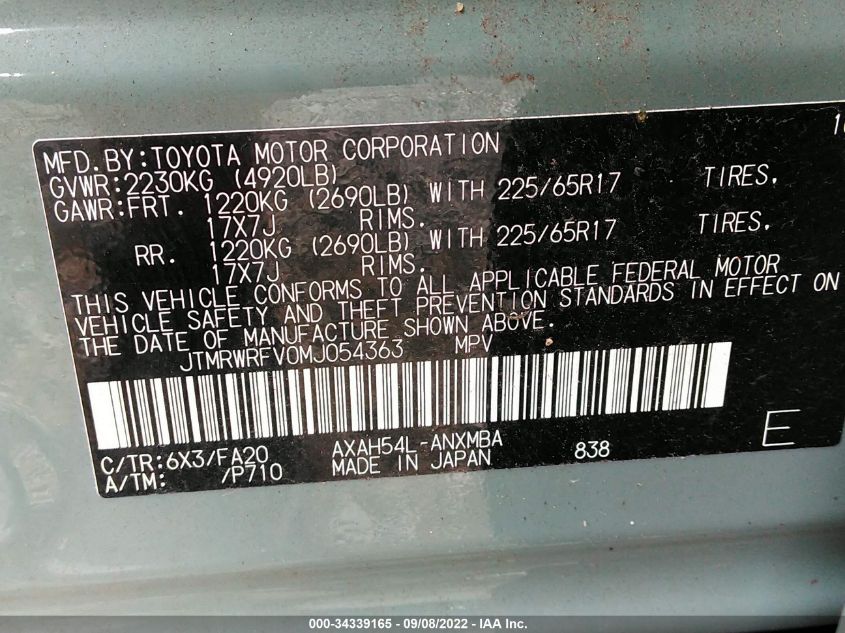 10
MFD.BY:TOYOTA MOTOR CORPORATION
GVWR:2230KG (4920LB)
GAWR:FRT. 1220KG (2690LB) WITH 225/65R17 TIRES,
17X7J RIMS.
RR. 1220KG (2690LB) WITH 225/65R17 TIRES,
17X7J RIMS.
THIS VEHICLE CONFORMS TO ALL APPLICABLE FEDERAL MOTOR
VEHICLE SAFETY AND THEFT PREVENTION STANDARDS IN EFFECT ON
THE DATE OF MANUFACTURE SHOWN ABOVE.
JTMRWRFV0MJ054363 MPV
C/TR:6X3/FA20 AXAH54L-ANXMBA 838 E
A/TM: /P710 MADE IN JAPAN
000-34339165 - 09/08/2022 - IAA Inc.